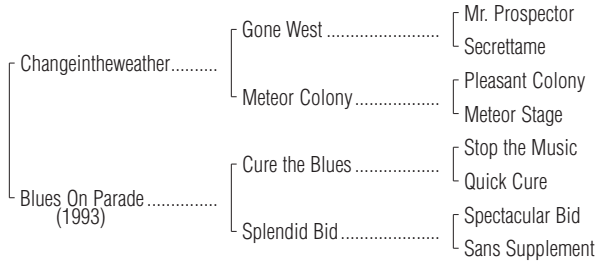 Mr. Prospector
Gone West ....................
Secrettame
Changeintheweather..........
Pleasant Colony
Meteor Colony ...............
Meteor Stage
Stop the Music
Cure the Blues ...............
Quick Cure
Blues On Parade .............
(1993)
Spectacular Bid
Splendid Bid ..................
Sans Supplement